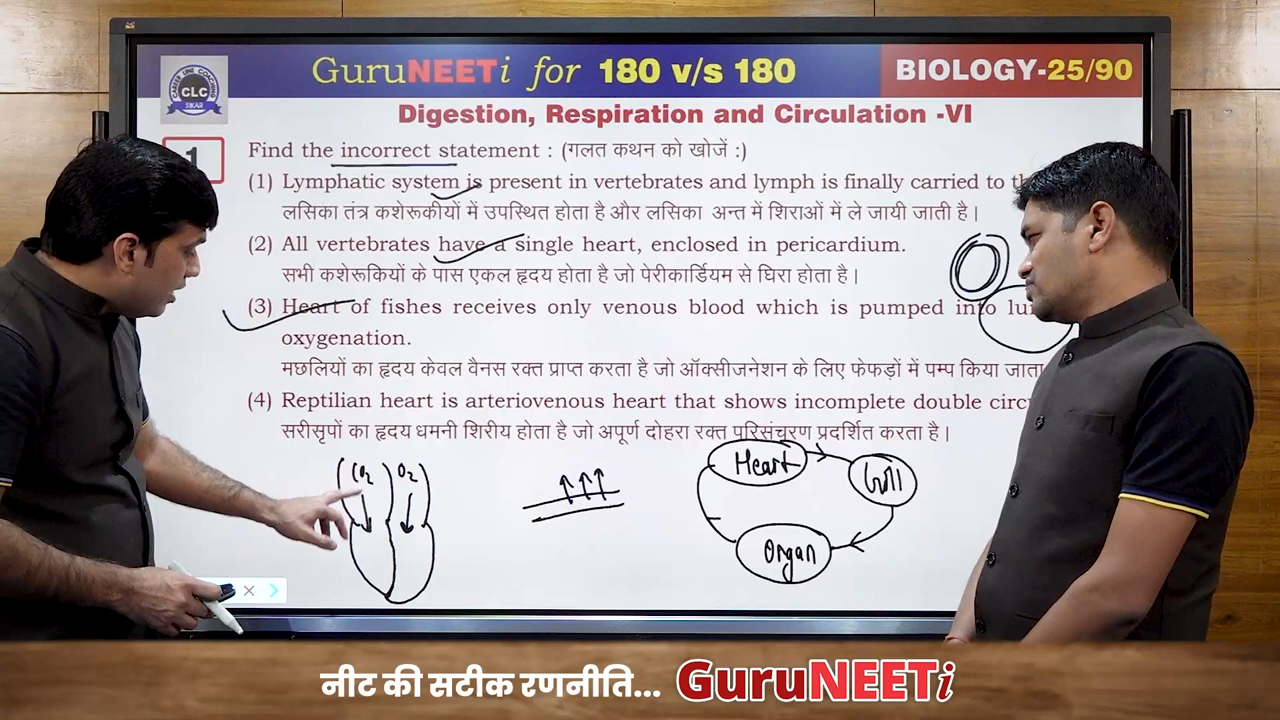 GuruNEETi for 180 v/s 180
BIOLOGY-25/90
CAREER LINE COACHING
CLC
SIKAR
Digestion, Respiration and Circulation -VI
1
Find the incorrect statement : (गलत कथन को खोजें :)
(1) Lymphatic system is present in vertebrates and lymph is finally carried to
लसिका तंत्र कशेरूकीयों में उपस्थित होता है और लसिका अन्त में शिराओं में ले जायी जाती है।
(2) All vertebrates have a single heart, enclosed in pericardium.
सभी कशेरूकियों के पास एकल हृदय होता है जो पेरीकार्डियम से घिरा होता है।
(3) Heart of fishes receives only venous blood which is pumped into
oxygenation.
मछलियों का हृदय केवल वैनस रक्त प्राप्त करता है जो ऑक्सीजनेशन के लिए फेफड़ों में पम्प किया जाता
(4) Reptilian heart is arteriovenous heart that shows incomplete double
सरीसृपों का हृदय धमनी शिरीय होता है जो अपूर्ण दोहरा रक्त परिसंचरण प्रदर्शित करता है।
CO2 O2
Heart
Gill
Organ
नीट की सटीक रणनीति... GuruNEETi